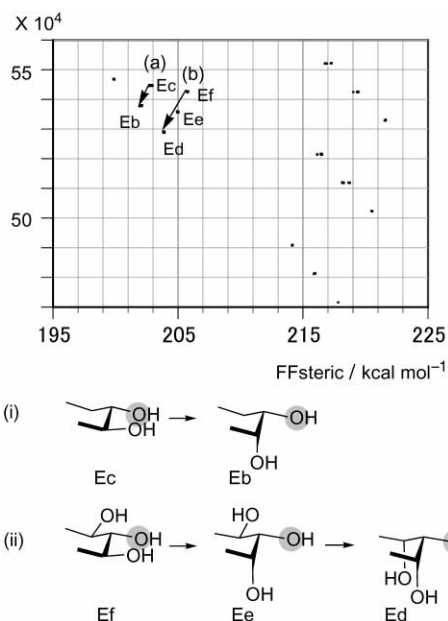 X 10⁴
55
(a) (b)
Ec Ef
Eb Ee
Ed
50
195 205 215 225
FFsteric / kcal mol⁻¹
(i) OH OH OH
OH
Ec Eb
(ii) OH HO
OH OH
OH
HO OH
OH
Ef Ee Ed